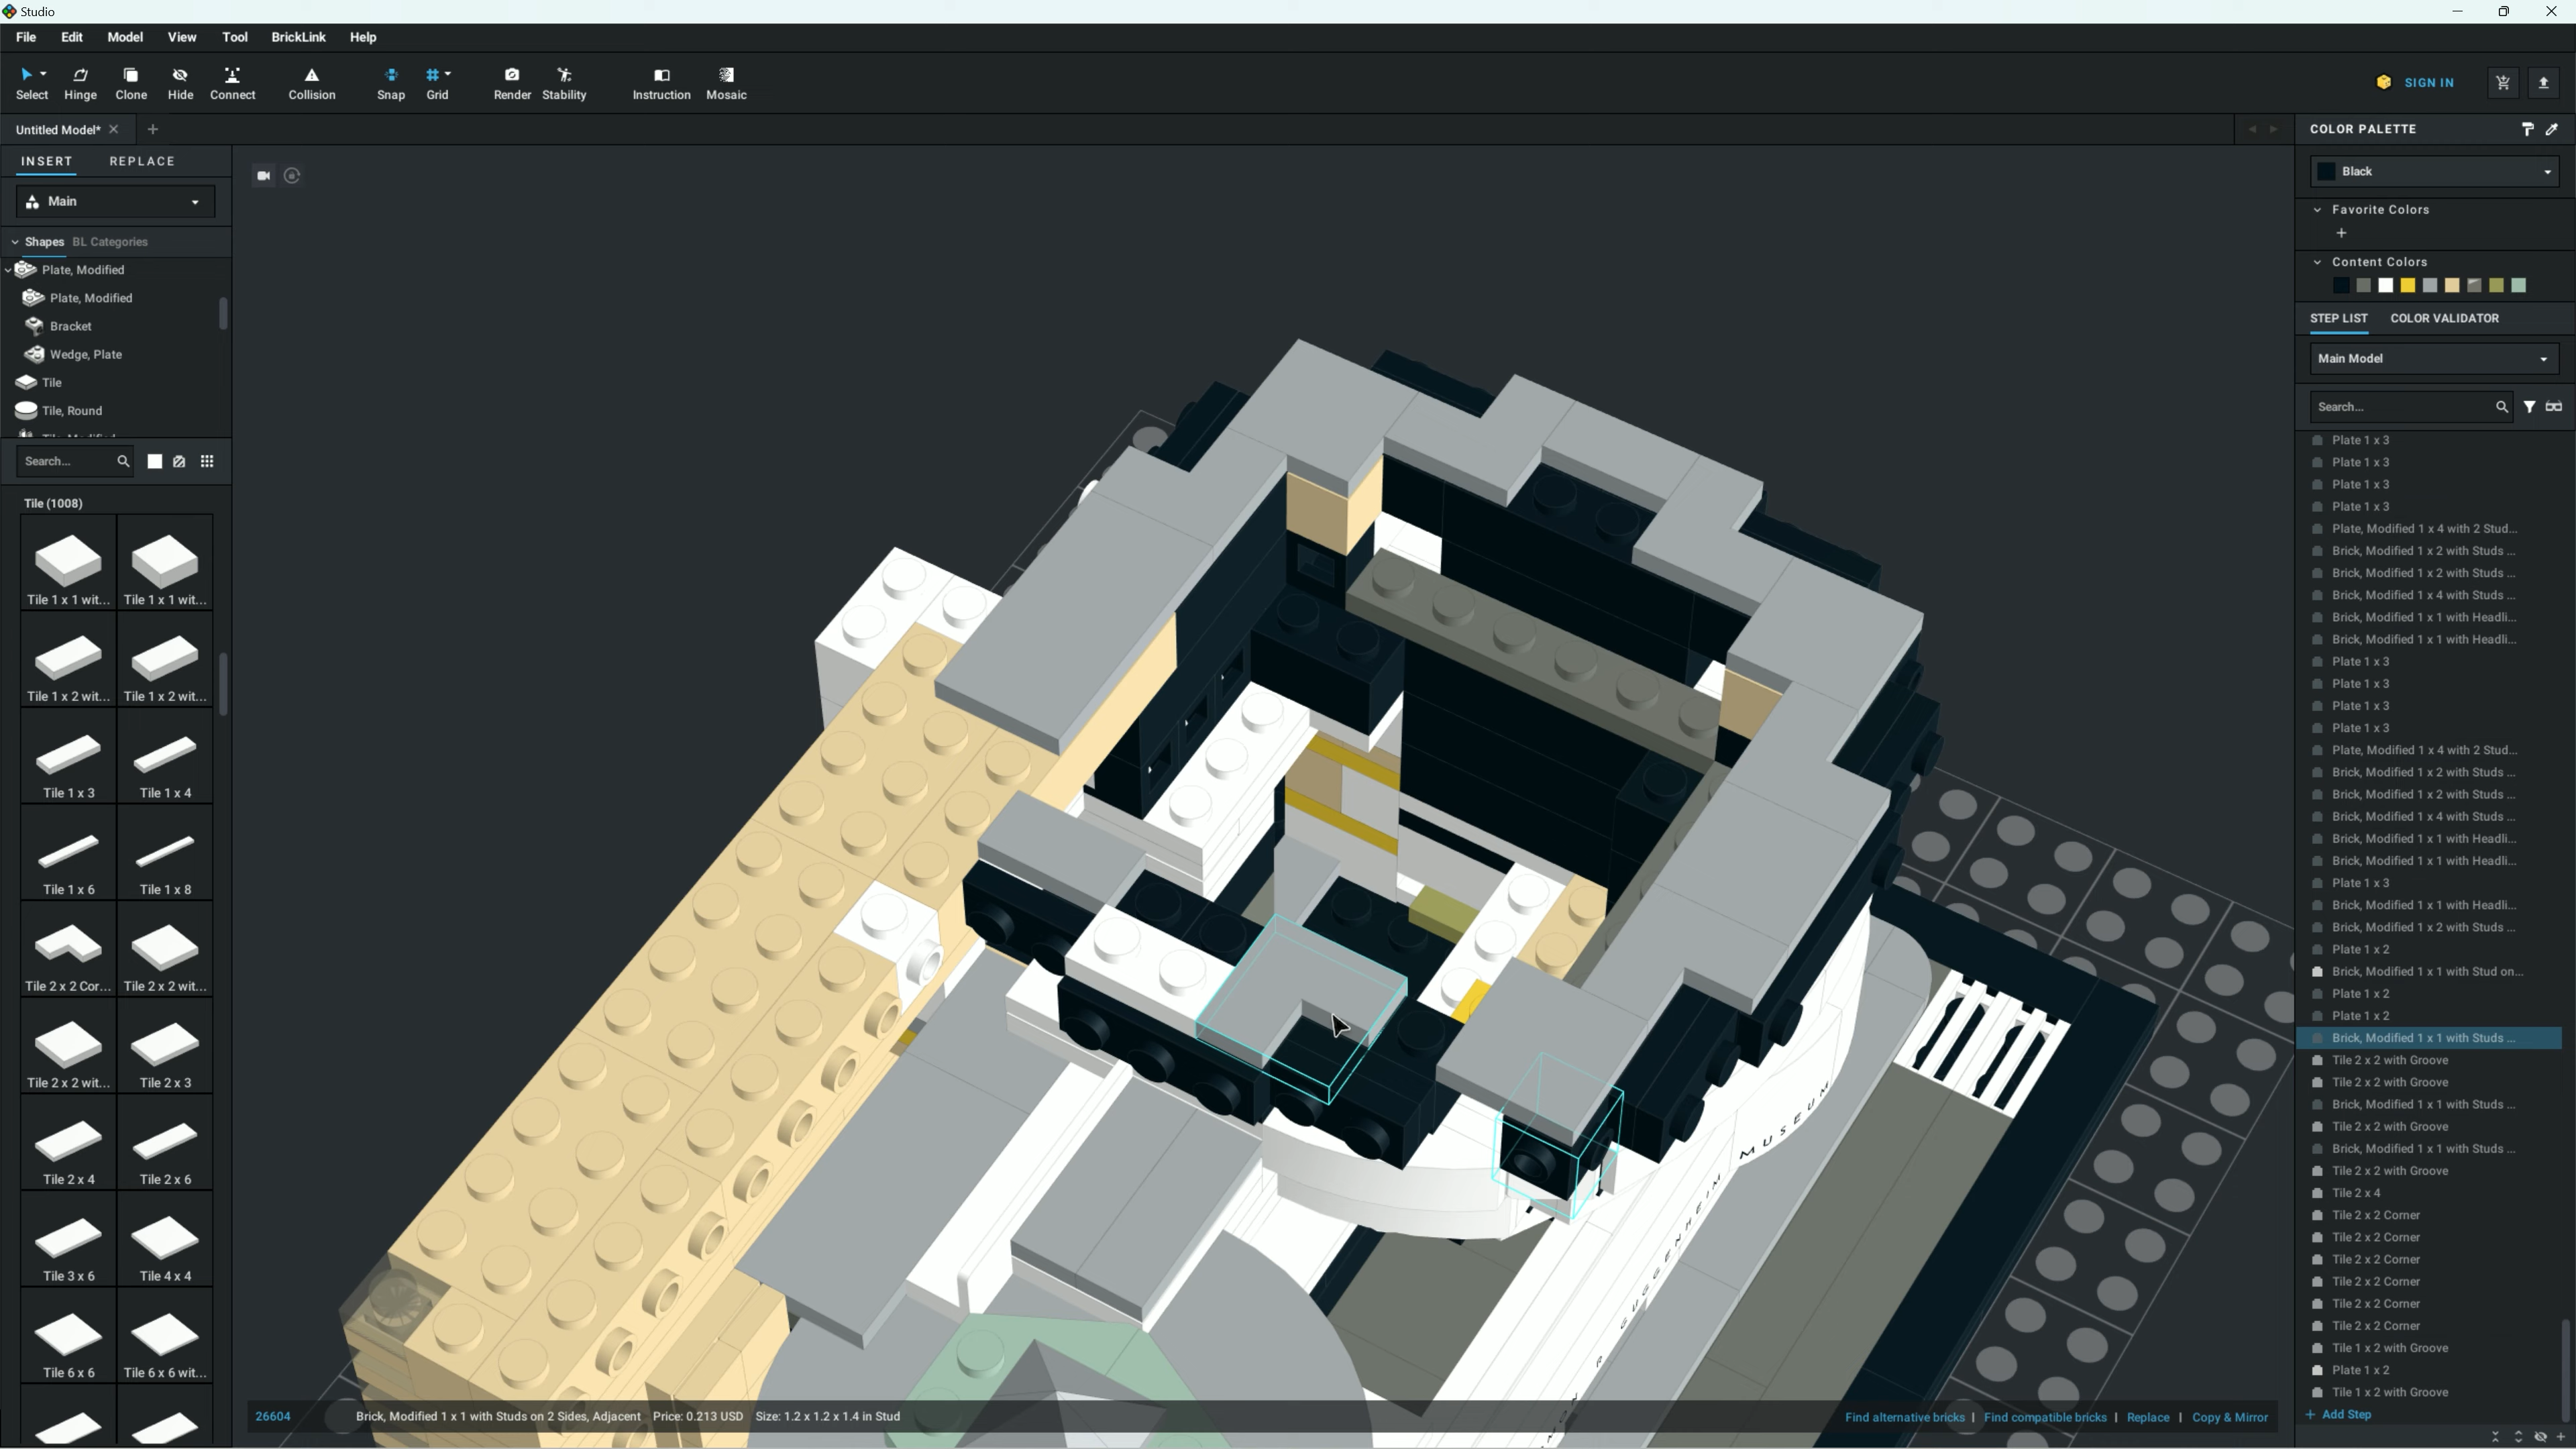 Studio
File Edit Model View Tool BrickLink Help
Select Hinge Clone Hide Connect Collision Snap Grid Render Stability Instruction Mosaic
SIGN IN
Untitled Model*
INSERT REPLACE
Main
Shapes BL Categories
Plate, Modified
Plate, Modified
Bracket
Wedge, Plate
Tile
Tile, Round
Search...
Tile (1008)
Tile 1 x 1 wit... Tile 1 x 1 wit...
Tile 1 x 2 wit... Tile 1 x 2 wit...
Tile 1 x 3 Tile 1 x 4
Tile 1 x 6 Tile 1 x 8
Tile 2 x 2 Cor... Tile 2 x 2 wit...
Tile 2 x 2 wit... Tile 2 x 3
Tile 2 x 4 Tile 2 x 6
Tile 3 x 6 Tile 4 x 4
Tile 6 x 6 Tile 6 x 6 wit...
MUSEUM
GUGGENHEIM
26604 Brick, Modified 1 x 1 with Studs on 2 Sides, Adjacent Price: 0.213 USD Size: 1.2 x 1.2 x 1.4 in Stud
Find alternative bricks | Find compatible bricks | Replace | Copy & Mirror
COLOR PALETTE
Black
Favorite Colors
+
Content Colors
STEP LIST COLOR VALIDATOR
Main Model
Search...
Plate 1 x 3
Plate 1 x 3
Plate 1 x 3
Plate 1 x 3
Plate, Modified 1 x 4 with 2 Stud...
Brick, Modified 1 x 2 with Studs ...
Brick, Modified 1 x 2 with Studs ...
Brick, Modified 1 x 4 with Studs ...
Brick, Modified 1 x 1 with Headli...
Brick, Modified 1 x 1 with Headli...
Plate 1 x 3
Plate 1 x 3
Plate 1 x 3
Plate 1 x 3
Plate, Modified 1 x 4 with 2 Stud...
Brick, Modified 1 x 2 with Studs ...
Brick, Modified 1 x 2 with Studs ...
Brick, Modified 1 x 4 with Studs ...
Brick, Modified 1 x 1 with Headli...
Brick, Modified 1 x 1 with Headli...
Plate 1 x 3
Brick, Modified 1 x 1 with Headli...
Brick, Modified 1 x 2 with Studs ...
Plate 1 x 2
Brick, Modified 1 x 1 with Stud on...
Plate 1 x 2
Plate 1 x 2
Brick, Modified 1 x 1 with Studs ...
Tile 2 x 2 with Groove
Tile 2 x 2 with Groove
Brick, Modified 1 x 1 with Studs ...
Tile 2 x 2 with Groove
Brick, Modified 1 x 1 with Studs ...
Tile 2 x 2 with Groove
Tile 2 x 4
Tile 2 x 2 Corner
Tile 2 x 2 Corner
Tile 2 x 2 Corner
Tile 2 x 2 Corner
Tile 2 x 2 Corner
Tile 2 x 2 Corner
Tile 1 x 2 with Groove
Plate 1 x 2
Tile 1 x 2 with Groove
+ Add Step